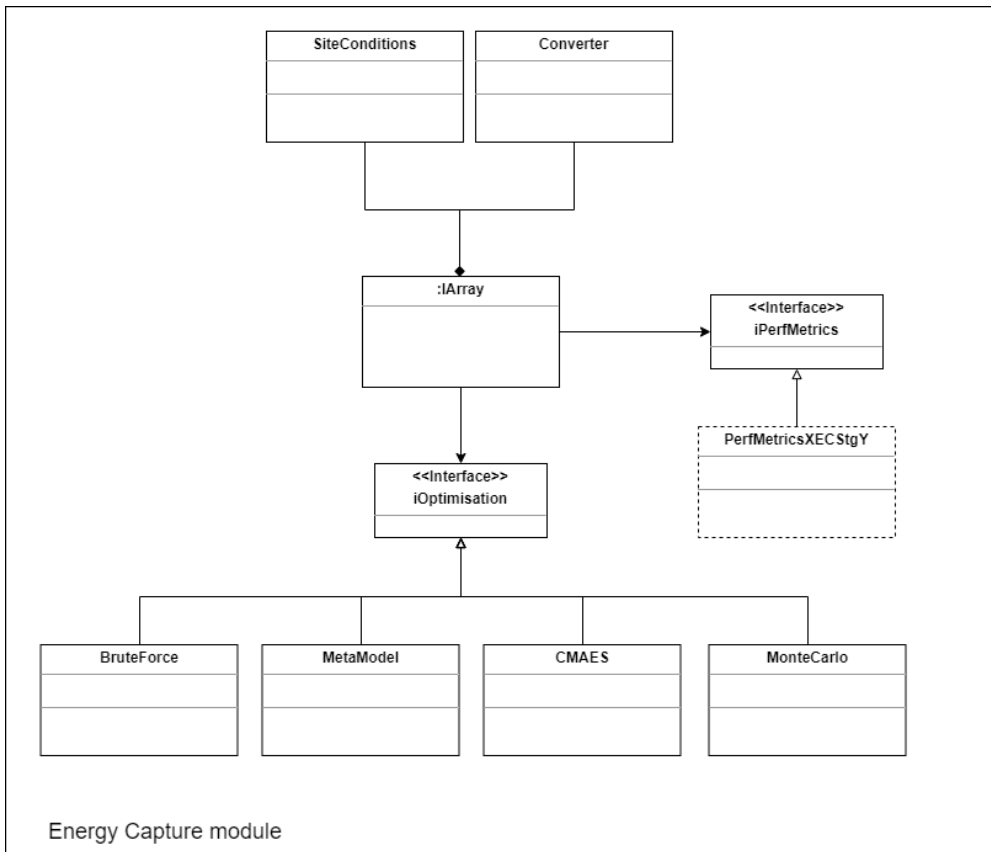 SiteConditions
Converter
:IArray
<<Interface>>
iPerfMetrics
PerfMetricsXECStgY
<<Interface>>
iOptimisation
BruteForce
MetaModel
CMAES
MonteCarlo
Energy Capture module